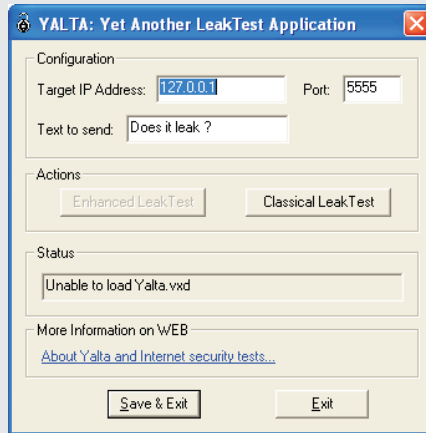 YALTA: Yet Another LeakTest Application
Configuration
Target IP Address: 127.0.0.1 Port: 5555
Text to send: Does it leak ?
Actions
Enhanced LeakTest Classical LeakTest
Status
Unable to load Yalta.vxd
More Information on WEB
About Yalta and Internet security tests...
Save & Exit Exit